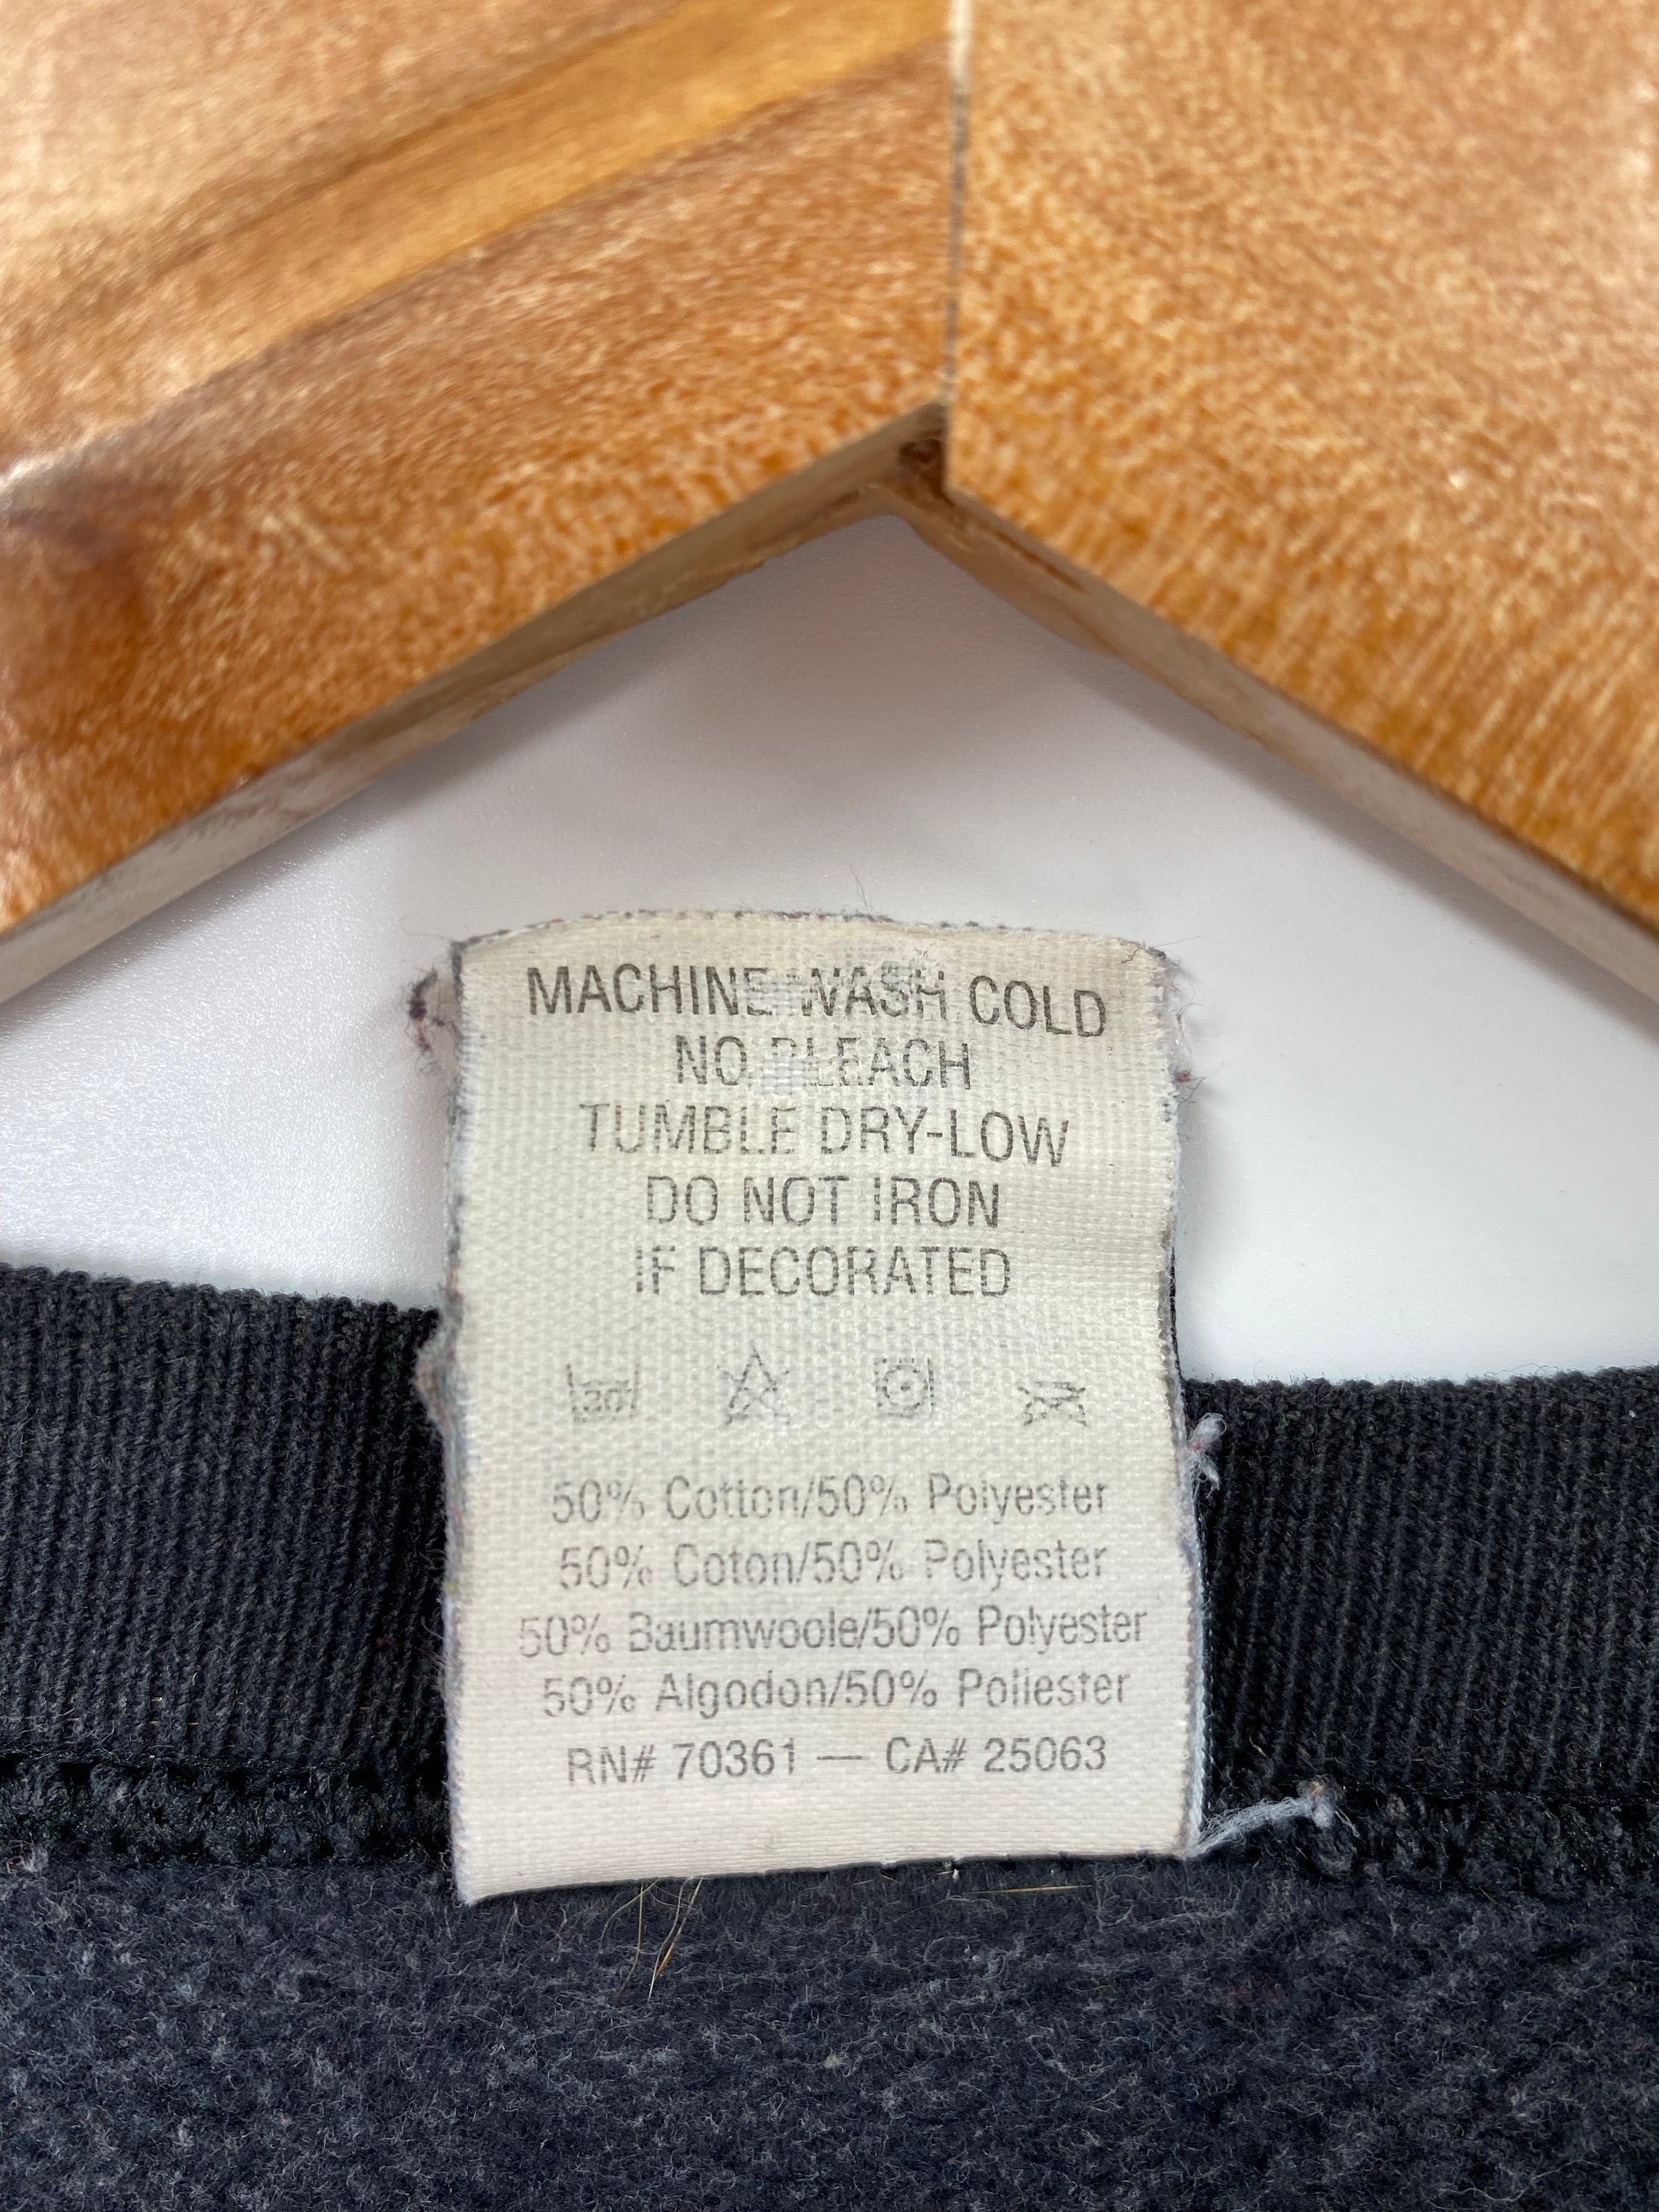 MACHINE WASH COLD
NO BLEACH
TUMBLE DRY-LOW
DO NOT IRON
IF DECORATED
30
50% Cotton/50% Polyester
50% Coton/50% Polyester
50% Baumwoole/50% Polyester
50% Algodon/50% Poliester
RN# 70361 — CA# 25063